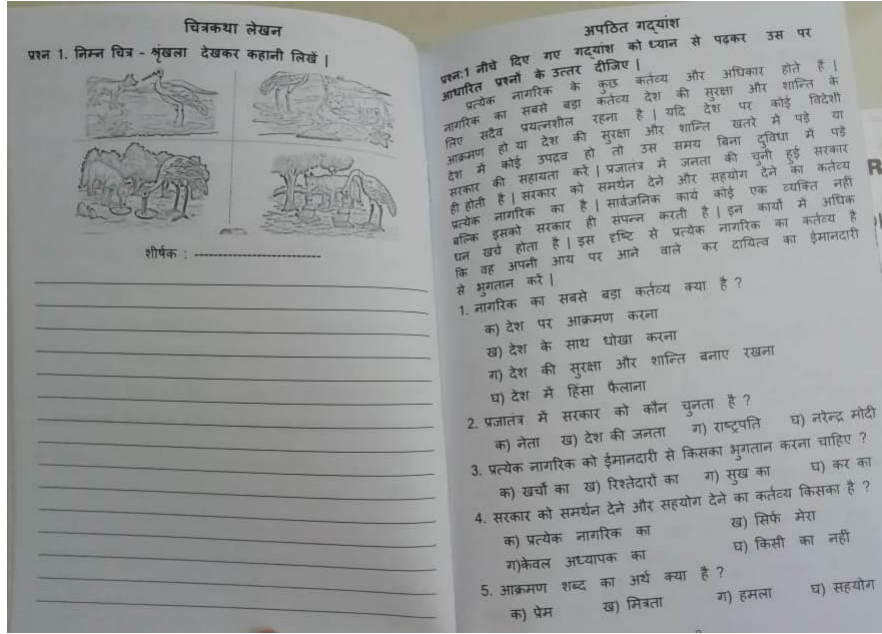 चित्रकथा लेखन
प्रश्न 1. निम्न चित्र - श्रृंखला देखकर कहानी लिखें |
शीर्षक : ----------------------------
अपठित गद्यांश
प्रश्न:1 नीचे दिए गए गद्यांश को ध्यान से पढ़कर उस पर
आधारित प्रश्नों के उत्तर दीजिए |
प्रत्येक नागरिक के कुछ कर्तव्य और अधिकार होते हैं |
नागरिक का सबसे बड़ा कर्तव्य देश की सुरक्षा और शान्ति के
लिए सदैव प्रयत्नशील रहना है | यदि देश पर कोई विदेशी
आक्रमण हो या देश की सुरक्षा और शान्ति खतरे में पड़े या
देश में कोई उपद्रव हो तो उस समय बिना दुविधा में पड़े
सरकार की सहायता करें | प्रजातंत्र में जनता की चुनी हुई सरकार
ही होती है | सरकार को समर्थन देने और सहयोग देने का कर्तव्य
प्रत्येक नागरिक का है | सार्वजनिक कार्य कोई एक व्यक्ति नहीं
बल्कि इसको सरकार ही संपन्न करती है | इन कार्यों में अधिक
धन खर्च होता है | इस दृष्टि से प्रत्येक नागरिक का कर्तव्य है
कि वह अपनी आय पर आने वाले कर दायित्व का ईमानदारी
से भुगतान करें |
1. नागरिक का सबसे बड़ा कर्तव्य क्या है ?
क) देश पर आक्रमण करना
ख) देश के साथ धोखा करना
ग) देश की सुरक्षा और शान्ति बनाए रखना
घ) देश में हिंसा फैलाना
2. प्रजातंत्र में सरकार को कौन चुनता है ?
क) नेता ख) देश की जनता ग) राष्ट्रपति घ) नरेन्द्र मोदी
3. प्रत्येक नागरिक को ईमानदारी से किसका भुगतान करना चाहिए ?
क) खर्चों का ख) रिश्तेदारों का ग) सुख का घ) कर का
4. सरकार को समर्थन देने और सहयोग देने का कर्तव्य किसका है ?
क) प्रत्येक नागरिक का ख) सिर्फ मेरा
ग)केवल अध्यापक का घ) किसी का नहीं
5. आक्रमण शब्द का अर्थ क्या है ?
क) प्रेम ख) मित्रता ग) हमला घ) सहयोग
R